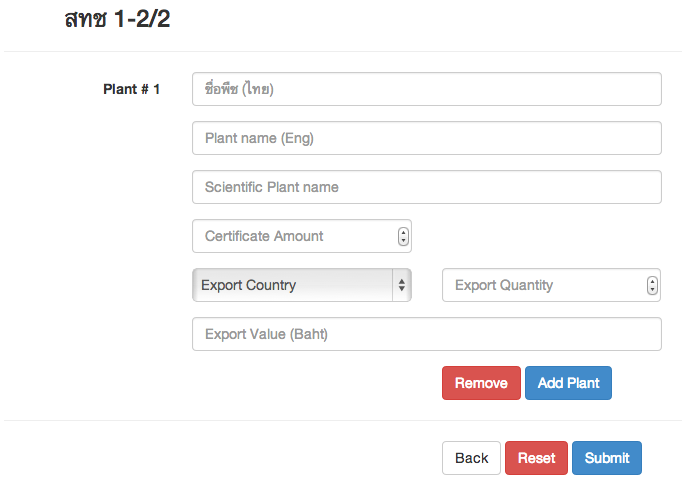 สทช 1-2/2
Plant # 1
ชื่อพืช (ไทย)
Plant name (Eng)
Scientific Plant name
Certificate Amount
Export Country Export Quantity
Export Value (Baht)
Remove Add Plant
Back Reset Submit